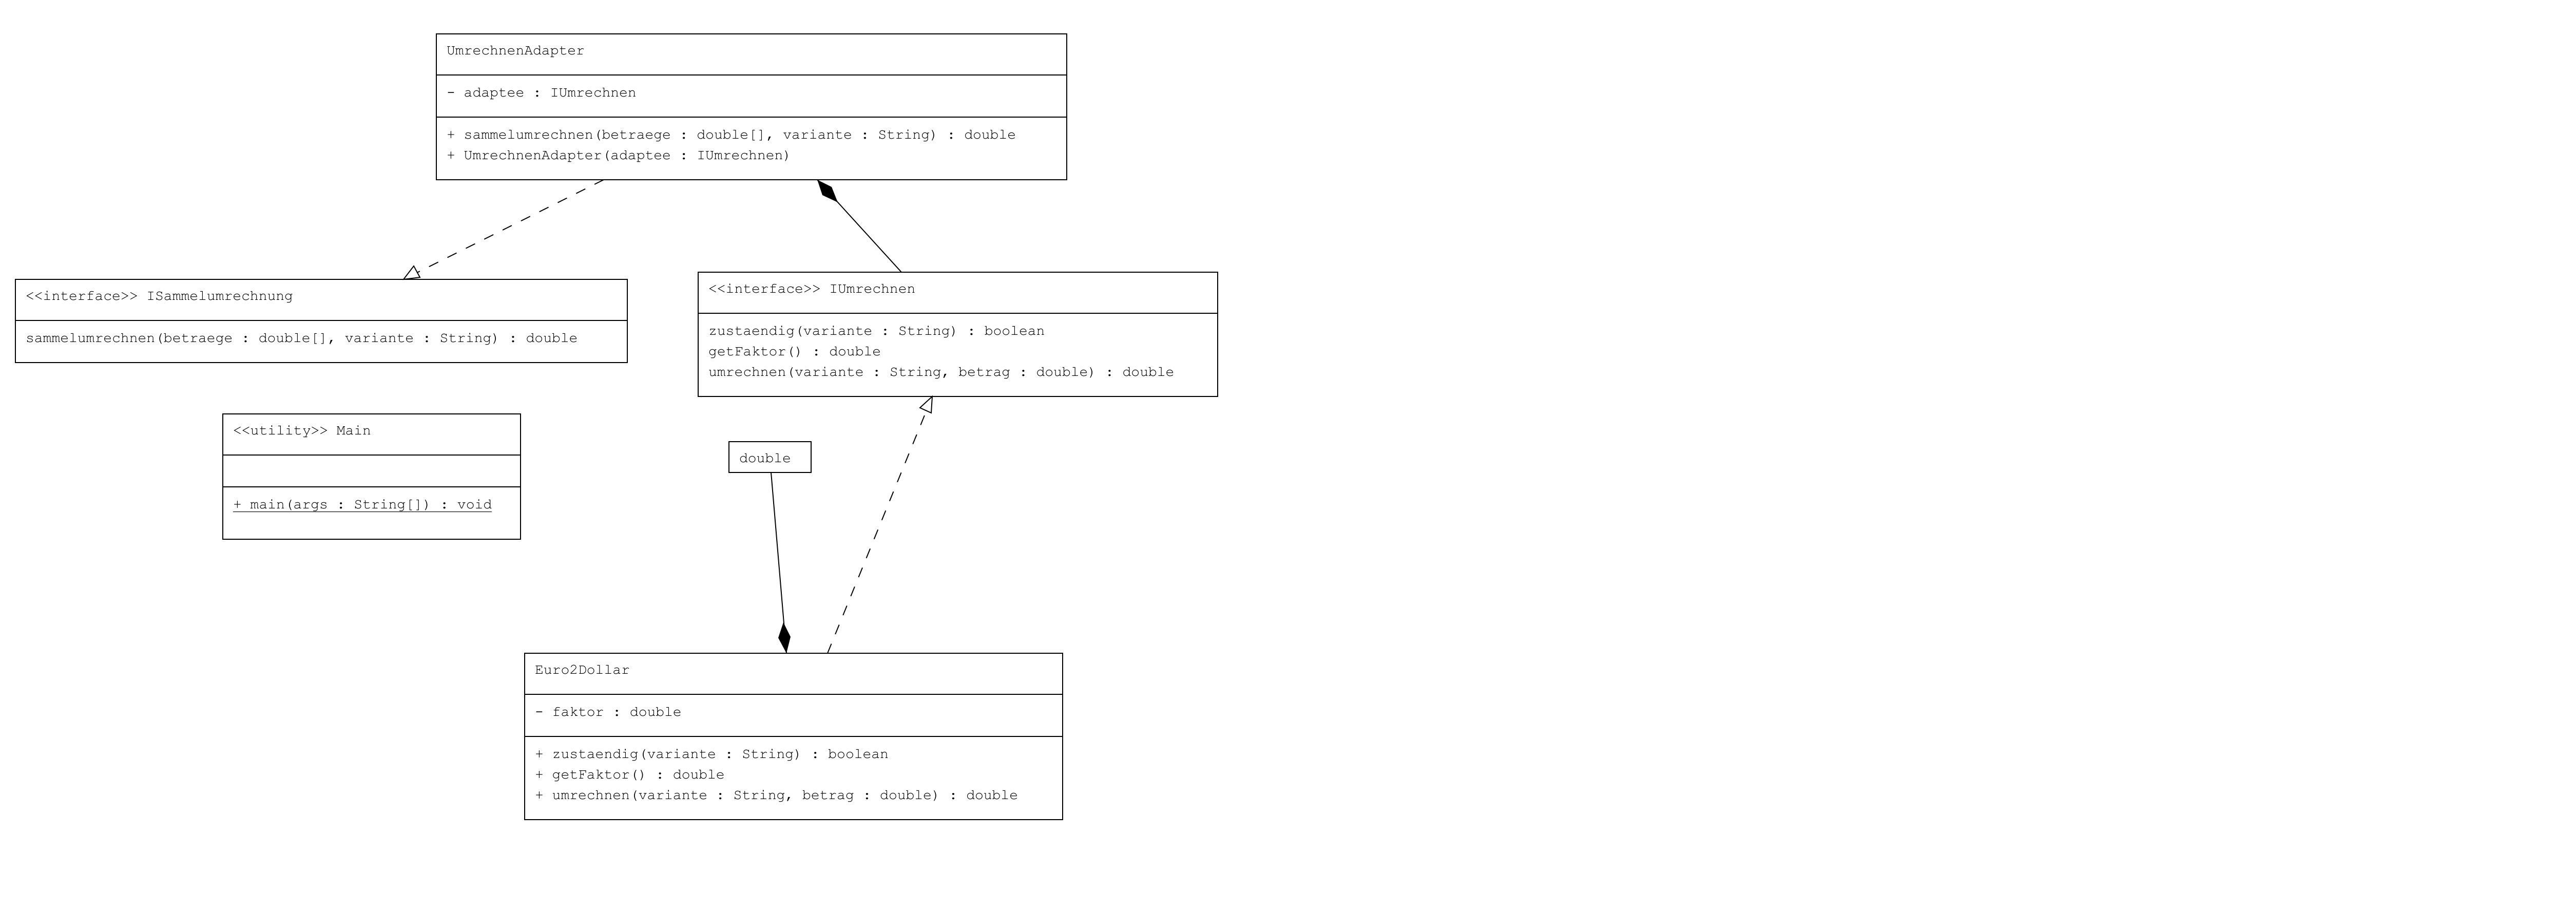 UmrechnenAdapter
- adaptee : IUmrechnen
+ sammelumrechnen(betraege : double[], variante : String) : double
+ UmrechnenAdapter(adaptee : IUmrechnen)
<<interface>> ISammelumrechnung
sammelumrechnen(betraege : double[], variante : String) : double
<<interface>> IUmrechnen
zustaendig(variante : String) : boolean
getFaktor() : double
umrechnen(variante : String, betrag : double) : double
<<utility>> Main
+ main(args : String[]) : void
double
Euro2Dollar
- faktor : double
+ zustaendig(variante : String) : boolean
+ getFaktor() : double
+ umrechnen(variante : String, betrag : double) : double